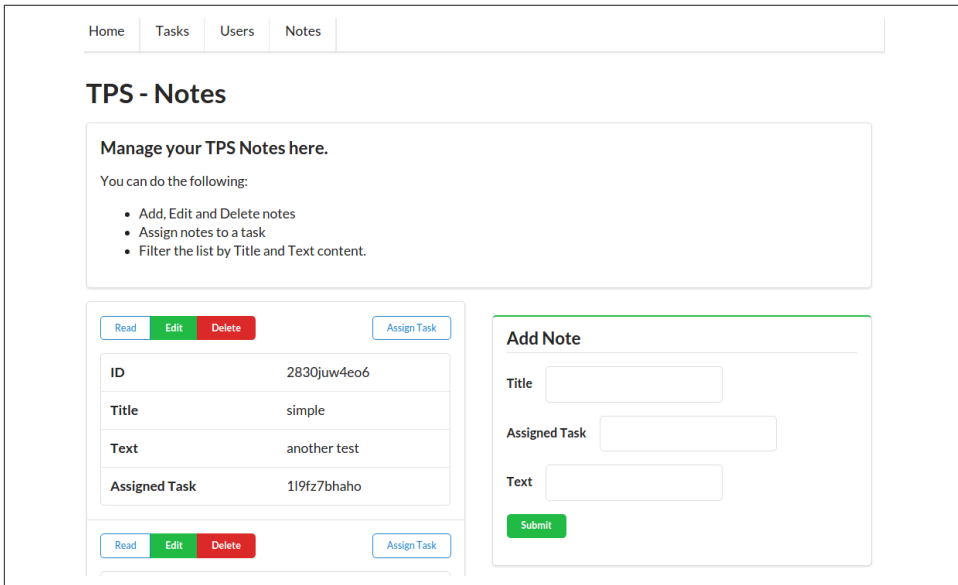 Home Tasks Users Notes
TPS - Notes
Manage your TPS Notes here.
You can do the following:
Add, Edit and Delete notes
Assign notes to a task
Filter the list by Title and Text content.
Read Edit Delete Assign Task
ID 2830juw4eo6
Title simple
Text another test
Assigned Task 1l9fz7bhaho
Read Edit Delete Assign Task
Add Note
Title
Assigned Task
Text
Submit